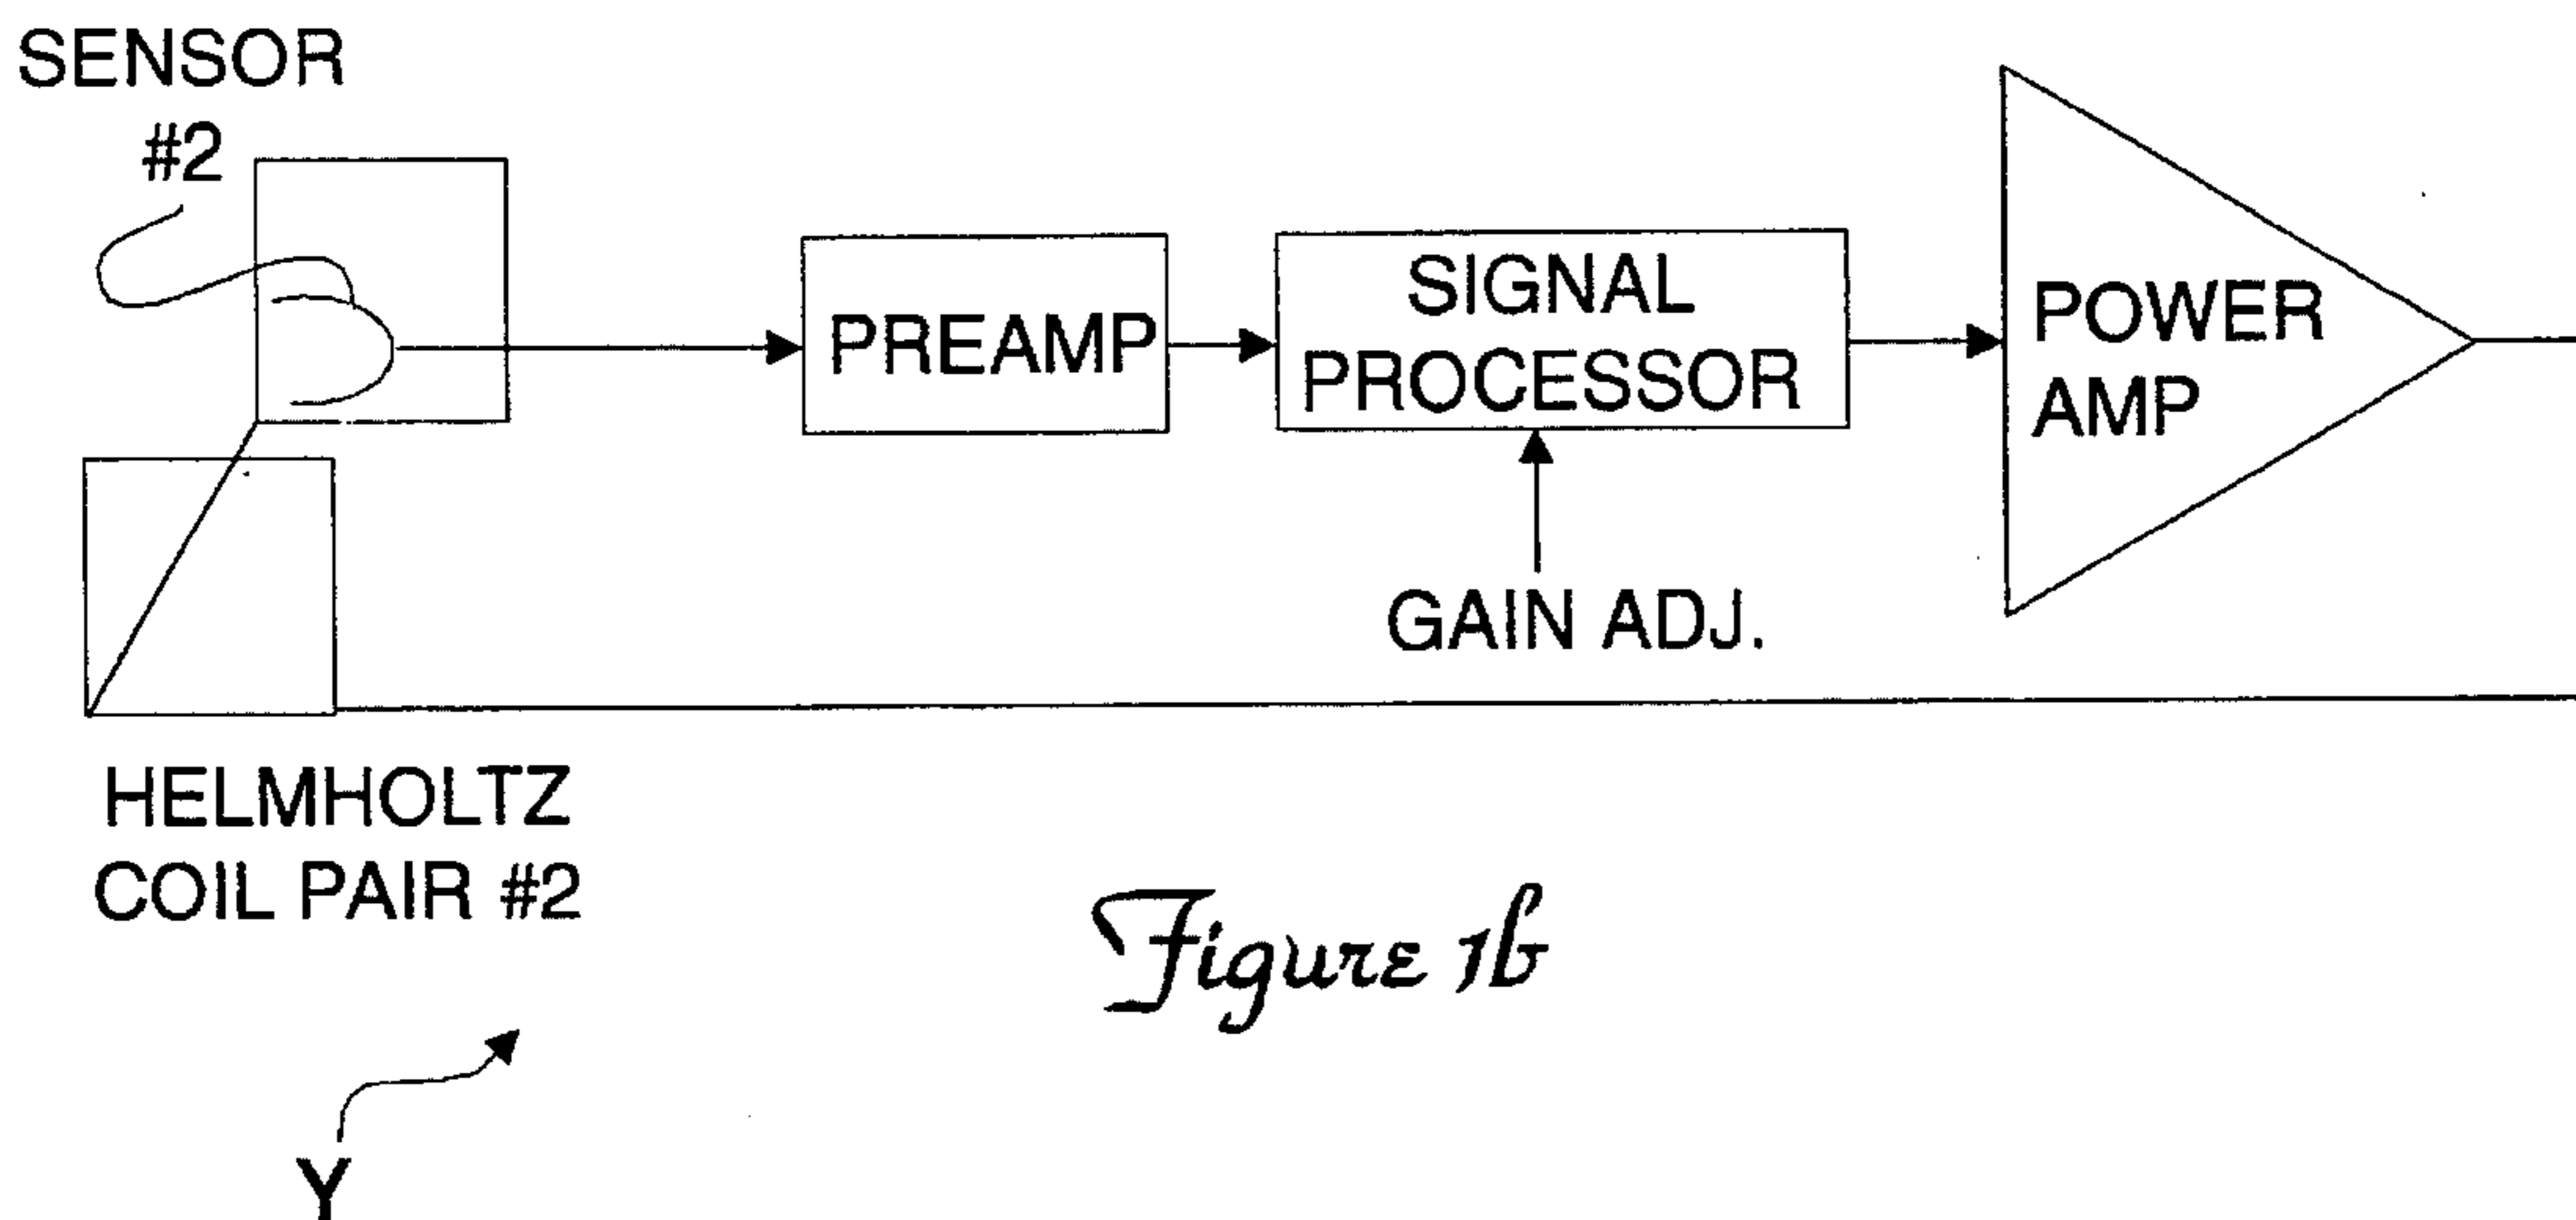 SENSOR
#2
PREAMP
SIGNAL
PROCESSOR
POWER
AMP
GAIN ADJ.
HELMHOLTZ
COIL PAIR #2
Figure 1b
Y